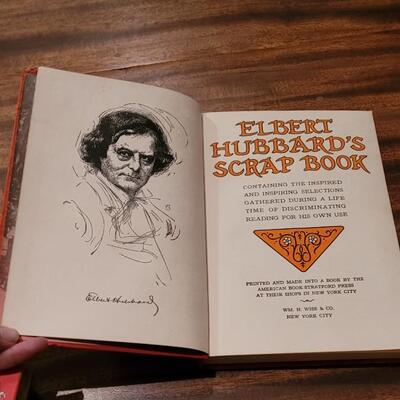 Elbert Hubbard
ELBERT
HUBBARD'S
SCRAP BOOK
CONTAINING THE INSPIRED
AND INSPIRING SELECTIONS
GATHERED DURING A LIFE
TIME OF DISCRIMINATING
READING FOR HIS OWN USE
PRINTED AND MADE INTO A BOOK BY THE
AMERICAN BOOK-STRATFORD PRESS
AT THEIR SHOPS IN NEW YORK CITY
WM. H. WISE & CO.
NEW YORK CITY